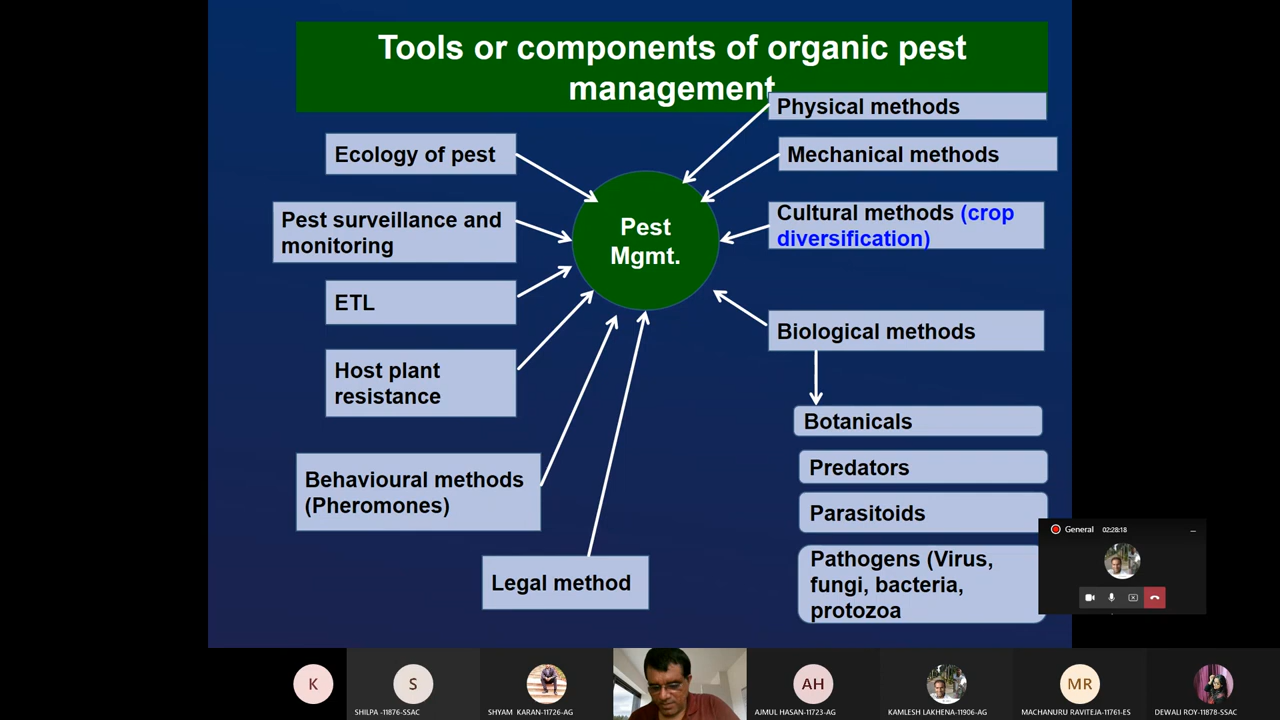 Tools or components of organic pest
management
Physical methods
Ecology of pest
Mechanical methods
Pest surveillance and
monitoring
Pest
Mgmt.
Cultural methods (crop
diversification)
ETL
Biological methods
Host plant
resistance
Botanicals
Behavioural methods
(Pheromones)
Predators
Parasitoids
Legal method
Pathogens (Virus,
fungi, bacteria,
protozoa
General 02:28:18
K
S
AH
MR
SHILPA -11876-SSAC
SHYAM KARAN-11726-AG
AJMUL HASAN-11723-AG
KAMLESH LAKHENA-11906-AG
MACHANURU RAVITEJA-11761-ES
DEWALI ROY-11878-SSAC